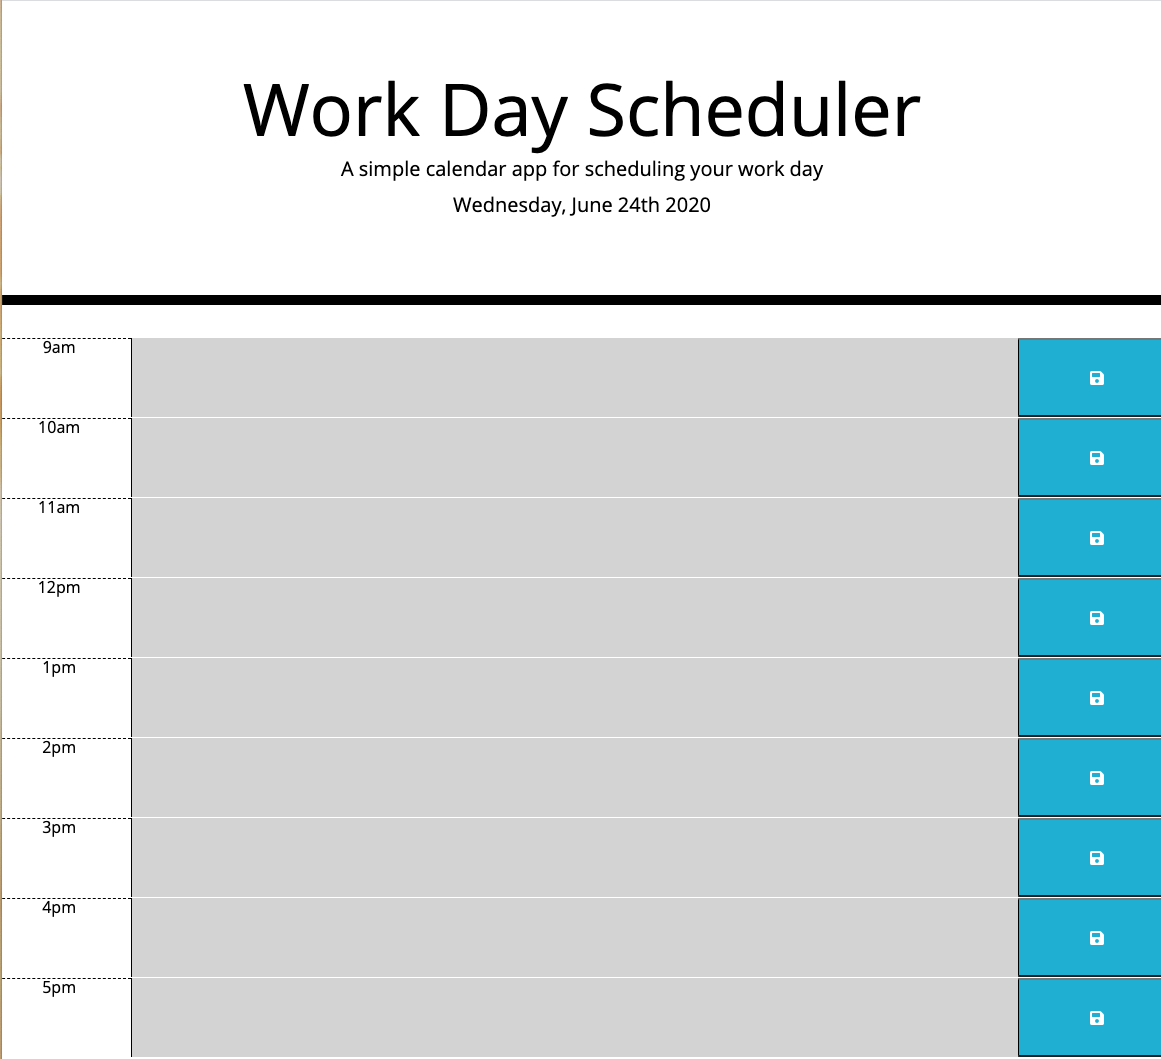 Work Day Scheduler
A simple calendar app for scheduling your work day
Wednesday, June 24th 2020
9am
10am
11am
12pm
1pm
2pm
3pm
4pm
5pm